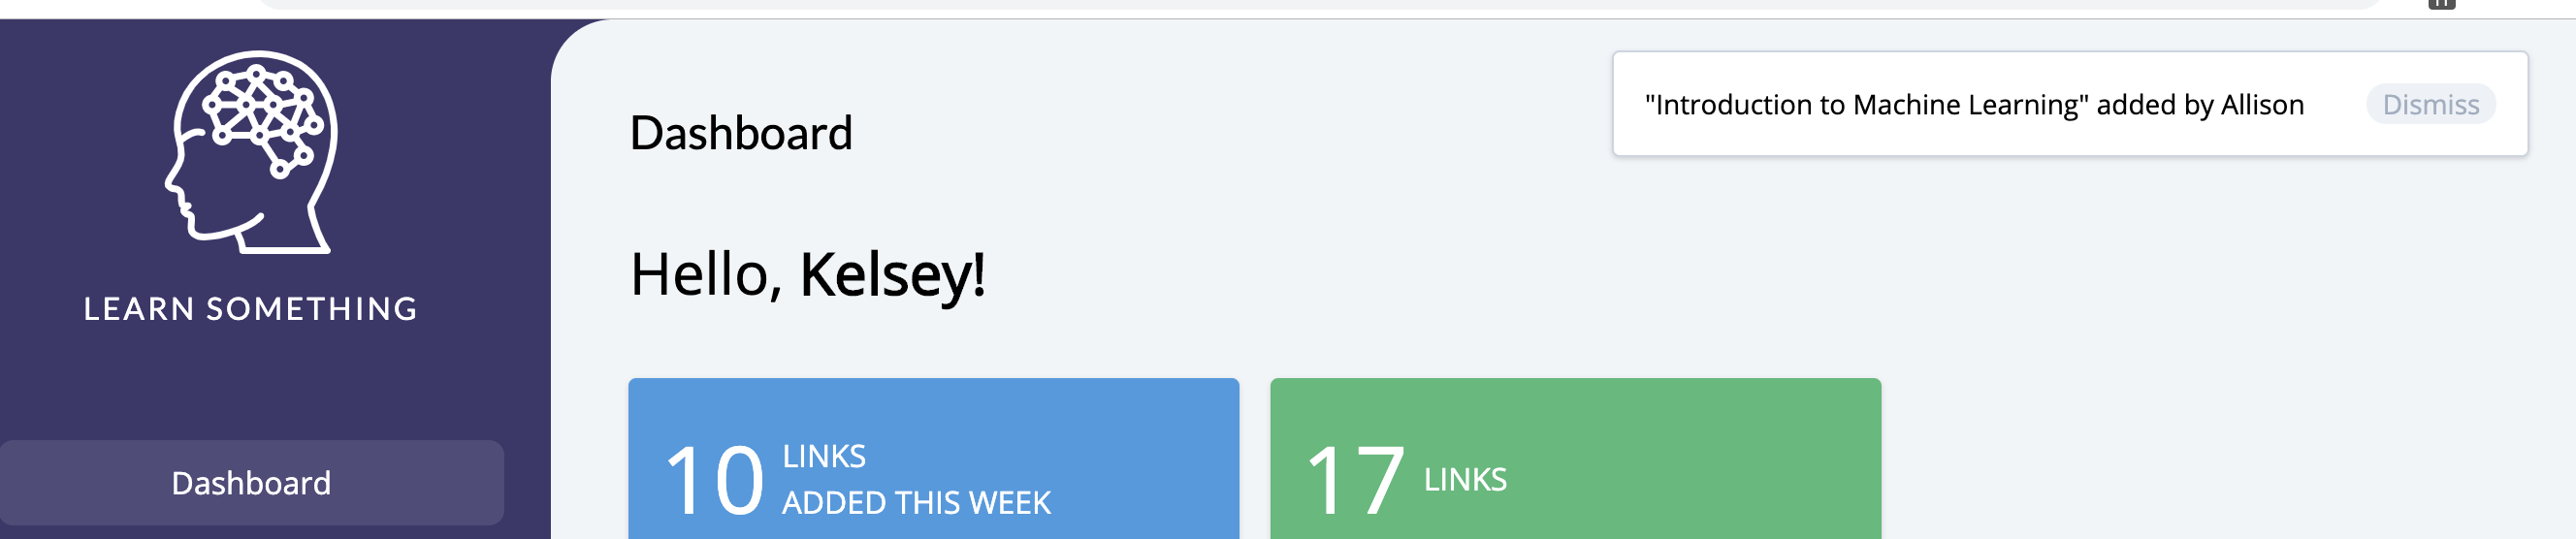 LEARN SOMETHING
Dashboard
Dashboard
"Introduction to Machine Learning" added by Allison
Dismiss
Hello, Kelsey!
10 LINKS
ADDED THIS WEEK
17 LINKS